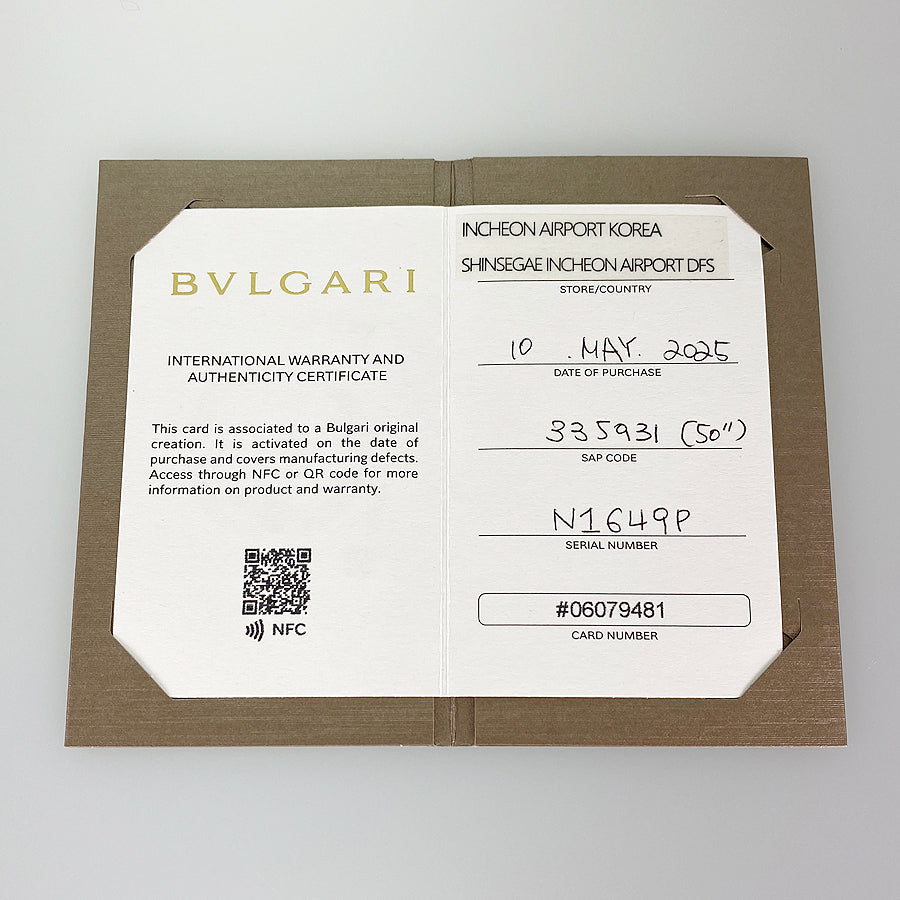 BVLGARI
INTERNATIONAL WARRANTY AND
AUTHENTICITY CERTIFICATE
This card is associated to a Bulgari original
creation. It is activated on the date of
purchase and covers manufacturing defects.
Access through NFC or QR code for more
information on product and warranty.
NFC
INCHEON AIRPORT KOREA
SHINSEGAE INCHEON AIRPORT DFS
STORE/COUNTRY
10 . MAY. 2025
DATE OF PURCHASE
335931 (50")
SAP CODE
N1649P
SERIAL NUMBER
#06079481
CARD NUMBER